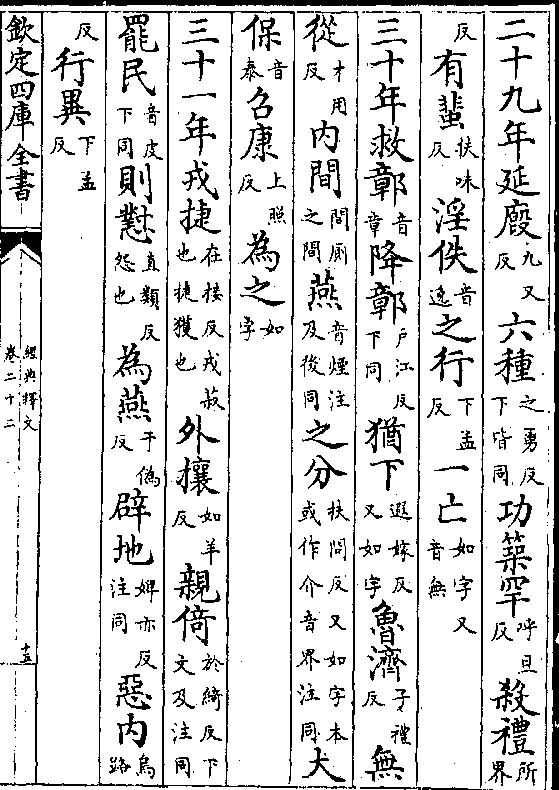 二十九年延廄九又反六種之勇反下皆同功築罕呼旦反殺禮所界
反有蜚扶味反淫佚音逸之行下孟反一亡如字又音無
三十年救鄣音章降鄣戶江反下同猶下遐嫁反又如字魯濟子禮反無
從才用反内間間厠之間燕音煙注及後同之分扶問反又如字本或作介音界注同犬
保音泰召康上照反為之如字
三十一年戎捷在接反戎菽也捷獲也外攘如羊反親倚於綺反下文及注同
罷民音皮下同則懟直類反怨也為燕于偽反辟地婢亦反注同惡内烏路
反行異下孟反
欽定四庫全書
經典釋文
卷二十二
十五